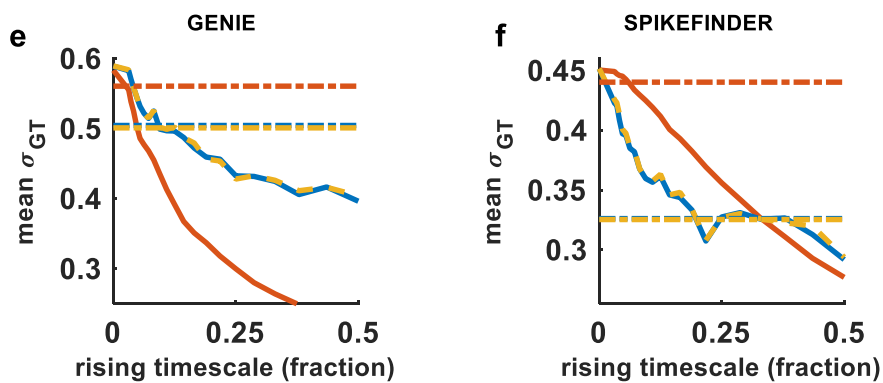 e
GENIE
0.6
0.5
0.4
0.3
mean σGT
0
0.25
0.5
rising timescale (fraction)
f
SPIKEFINDER
0.45
0.4
0.35
0.3
mean σGT
0
0.25
0.5
rising timescale (fraction)